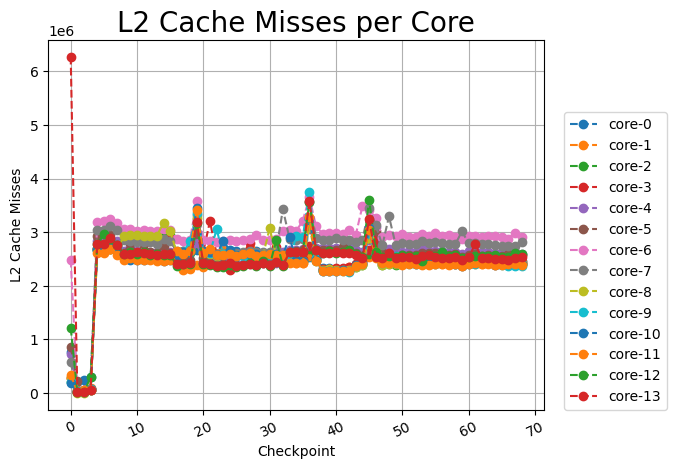 L2 Cache Misses per Core
1e6
6
5
4
3
2
1
0
L2 Cache Misses
0
10
20
30
40
50
60
70
Checkpoint
core-0
core-1
core-2
core-3
core-4
core-5
core-6
core-7
core-8
core-9
core-10
core-11
core-12
core-13